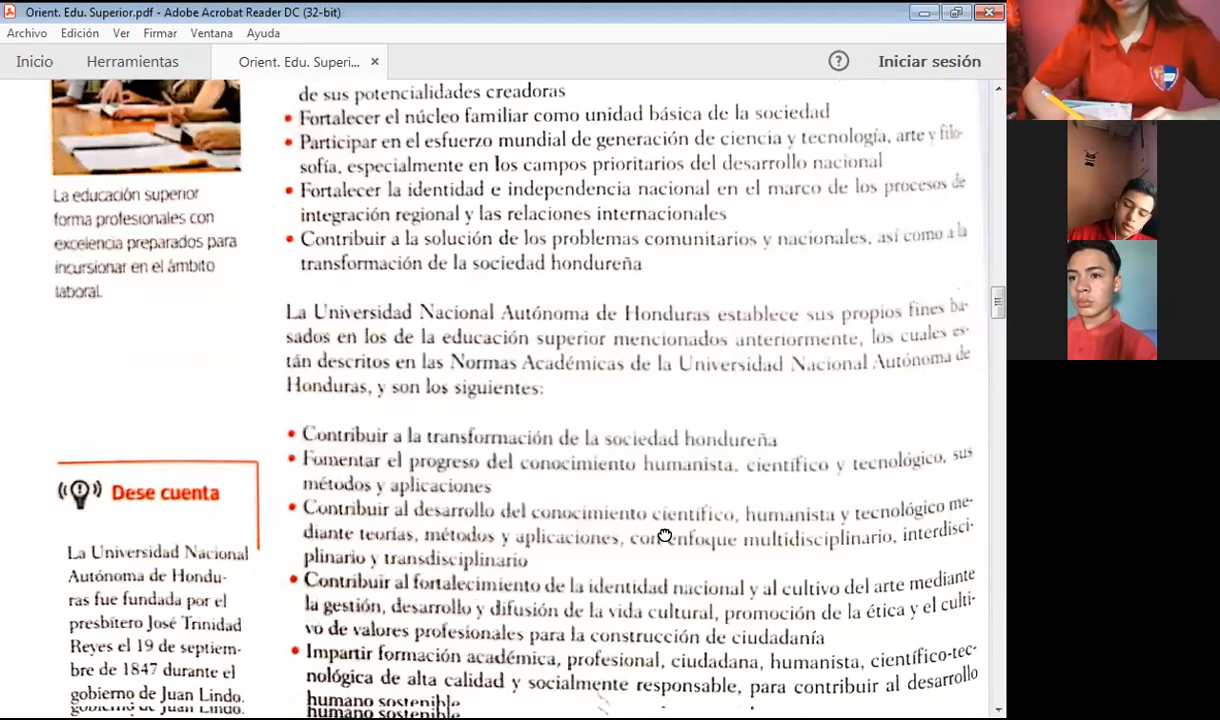 Orient. Edu. Superior.pdf - Adobe Acrobat Reader DC (32-bit)
Archivo Edición Ver Firmar Ventana Ayuda
Inicio Herramientas Orient. Edu. Superi... × ? Iniciar sesión
de sus potencialidades creadoras
• Fortalecer el núcleo familiar como unidad básica de la sociedad
• Participar en el esfuerzo mundial de generación de ciencia y tecnología, arte y filo-
sofía, especialmente en los campos prioritarios del desarrollo nacional
• Fortalecer la identidad e independencia nacional en el marco de los procesos de
integración regional y las relaciones internacionales
• Contribuir a la solución de los problemas comunitarios y nacionales, así como a la
transformación de la sociedad hondureña
La educación superior
forma profesionales con
excelencia preparados para
incursionar en el ámbito
laboral.
La Universidad Nacional Autónoma de Honduras establece sus propios fines ba-
sados en los de la educación superior mencionados anteriormente, los cuales es-
tán descritos en las Normas Académicas de la Universidad Nacional Autónoma de
Honduras, y son los siguientes:
• Contribuir a la transformación de la sociedad hondureña
• Fomentar el progreso del conocimiento humanista, científico y tecnológico, sus
métodos y aplicaciones
• Contribuir al desarrollo del conocimiento científico, humanista y tecnológico me-
diante teorías, métodos y aplicaciones, con enfoque multidisciplinario, interdisci-
plinario y transdisciplinario
• Contribuir al fortalecimiento de la identidad nacional y al cultivo del arte mediante
la gestión, desarrollo y difusión de la vida cultural, promoción de la ética y el culti-
vo de valores profesionales para la construcción de ciudadanía
• Impartir formación académica, profesional, ciudadana, humanista, científico-tec-
nológica de alta calidad y socialmente responsable, para contribuir al desarrollo
humano sostenible
humano sostenible
Dese cuenta
La Universidad Nacional
Autónoma de Hondu-
ras fue fundada por el
presbítero José Trinidad
Reyes el 19 de septiem-
bre de 1847 durante el
gobierno de Juan Lindo.
gobierno de Juan Lindo.